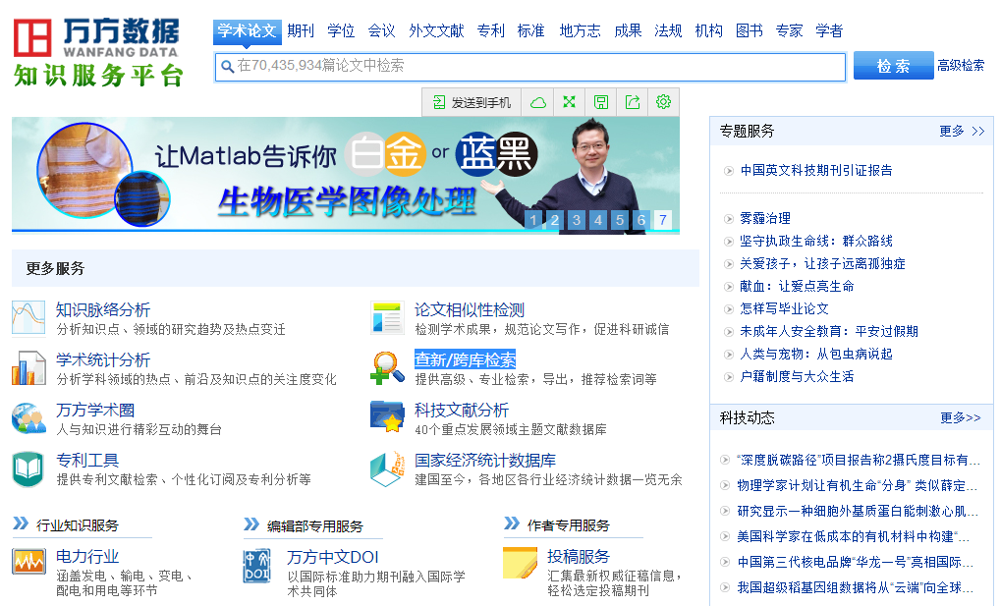 万方数据
WANFANG DATA
知识服务平台
学术论文 期刊 学位 会议 外文文献 专利 标准 地方志 成果 法规 机构 图书 专家 学者
在70,435,934篇论文中检索
检索
高级检索
发送到手机
让Matlab告诉你 白金 or 蓝黑
生物医学图像处理
1 2 3 4 5 6 7
更多服务
知识脉络分析
分析知识点、领域的研究趋势及热点变迁
论文相似性检测
检测学术成果，规范论文写作，促进科研诚信
学术统计分析
分析学科领域的热点、前沿及知识点的关注度变化
查新/跨库检索
提供高级、专业检索，导出，推荐检索词等
万方学术圈
人与知识进行精彩互动的舞台
科技文献分析
40个重点发展领域主题文献数据库
专利工具
提供专利文献检索、个性化订阅及专利分析等
国家经济统计数据库
建国至今，各地区各行业经济统计数据一览无余
行业知识服务
电力行业
涵盖发电、输电、变电、
配电和用电等环节
编辑部专用服务
中文DOI
万方中文DOI
以国际标准助力期刊融入国际学
术共同体
作者专用服务
投稿服务
汇集最新权威征稿信息，
轻松选定投稿期刊
专题服务
更多 >>
中国英文科技期刊引证报告
雾霾治理
坚守执政生命线：群众路线
关爱孩子，让孩子远离孤独症
献血：让爱点亮生命
怎样写毕业论文
未成年人安全教育：平安过假期
人类与宠物：从包虫病说起
户籍制度与大众生活
科技动态
更多>>
“深度脱碳路径”项目报告称2摄氏度目标有...
物理学家计划让有机生命“分身” 类似薛定...
研究显示一种细胞外基质蛋白能刺激心肌...
美国科学家在低成本的有机材料中构建“...
中国第三代核电品牌“华龙一号”亮相国际...
我国超级稻基因组数据将从“云端”向全球...